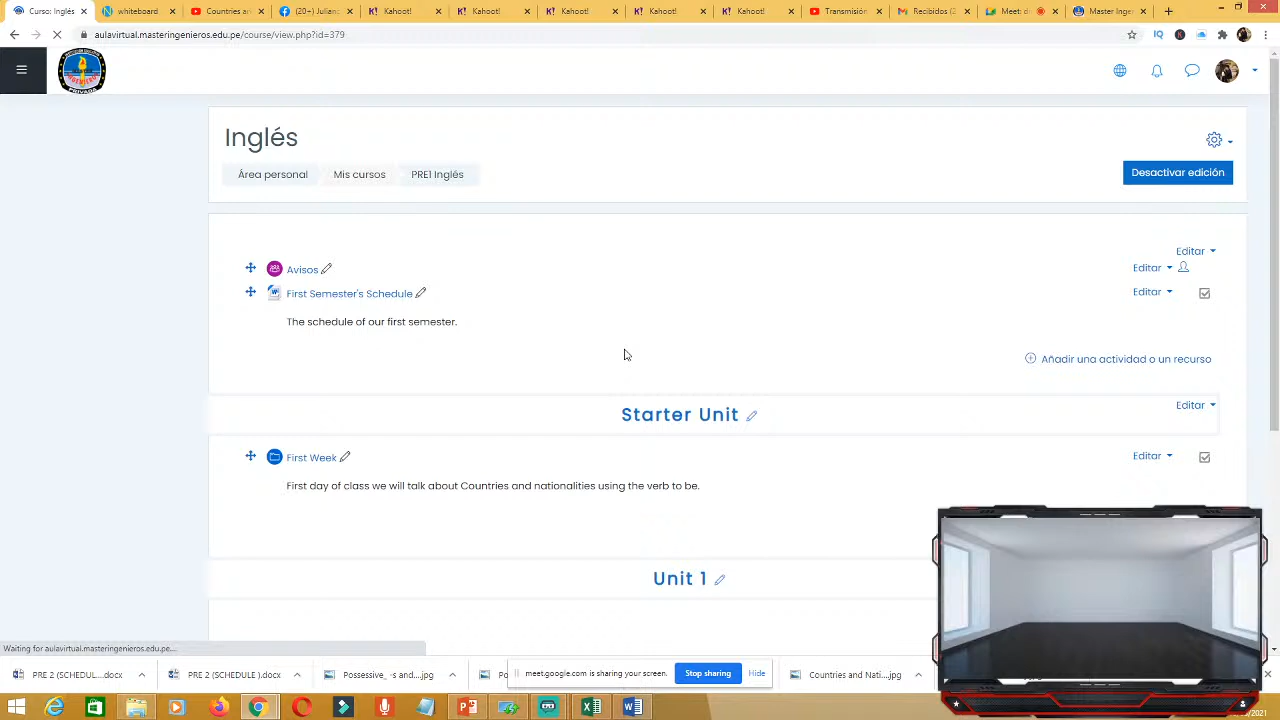 Curso: Inglés
whiteboard
Countries an
(20+) Julian
Kahoot!
Kahoot!
Kahoot!
Kahoot!
Kahoot!
Transmisión
Recibidos (2
Meet: d
Master Inge
aulavirtual.masteringenieros.edu.pe/course/view.php?id=379
Inglés
Área personal
Mis cursos
PRE1 Inglés
Desactivar edición
Editar
Avisos
Editar
First Semester's Schedule
Editar
The schedule of our first semester.
Añadir una actividad o un recurso
Starter Unit
Editar
First Week
Editar
First day of class we will talk about Countries and nationalities using the verb to be.
Unit 1
Waiting for aulavirtual.masteringenieros.edu.pe...
PRE 2 (SCHEDULE....docx
PRE 2 (SCHEDULE ).docx
Possessive_...s and....jpg
meet.google.com is sharing your screen.
Stop sharing
Hide
Countries and Nati....jpg